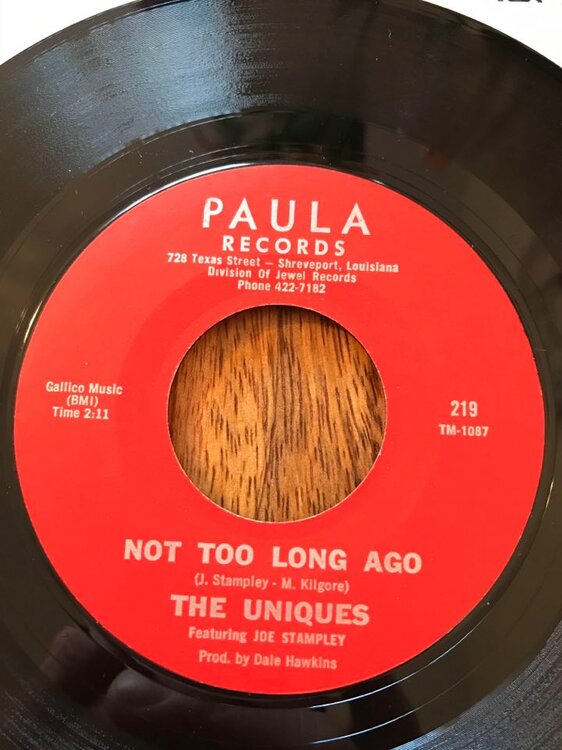 PAULA
RECORDS
728 Texas Street — Shreveport, Louisiana
Division Of Jewel Records
Phone 422-7182
Gallico Music
(BMI)
Time 2:11
219
TM-1087
NOT TOO LONG AGO
(J. Stampley - M. Kilgore)
THE UNIQUES
Featuring JOE STAMPLEY
Prod. by Dale Hawkins